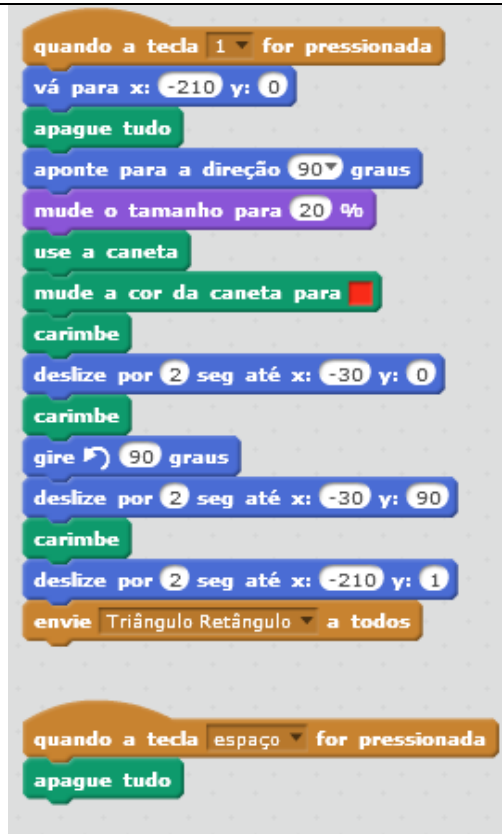 quando a tecla 1 for pressionada
vá para x: -210 y: 0
apague tudo
aponte para a direção 90 graus
mude o tamanho para 20 %
use a caneta
mude a cor da caneta para
carimbe
deslize por 2 seg até x: -30 y: 0
carimbe
gire 90 graus
deslize por 2 seg até x: -30 y: 90
carimbe
deslize por 2 seg até x: -210 y: 1
envie Triângulo Retângulo a todos
quando a tecla espaço for pressionada
apague tudo